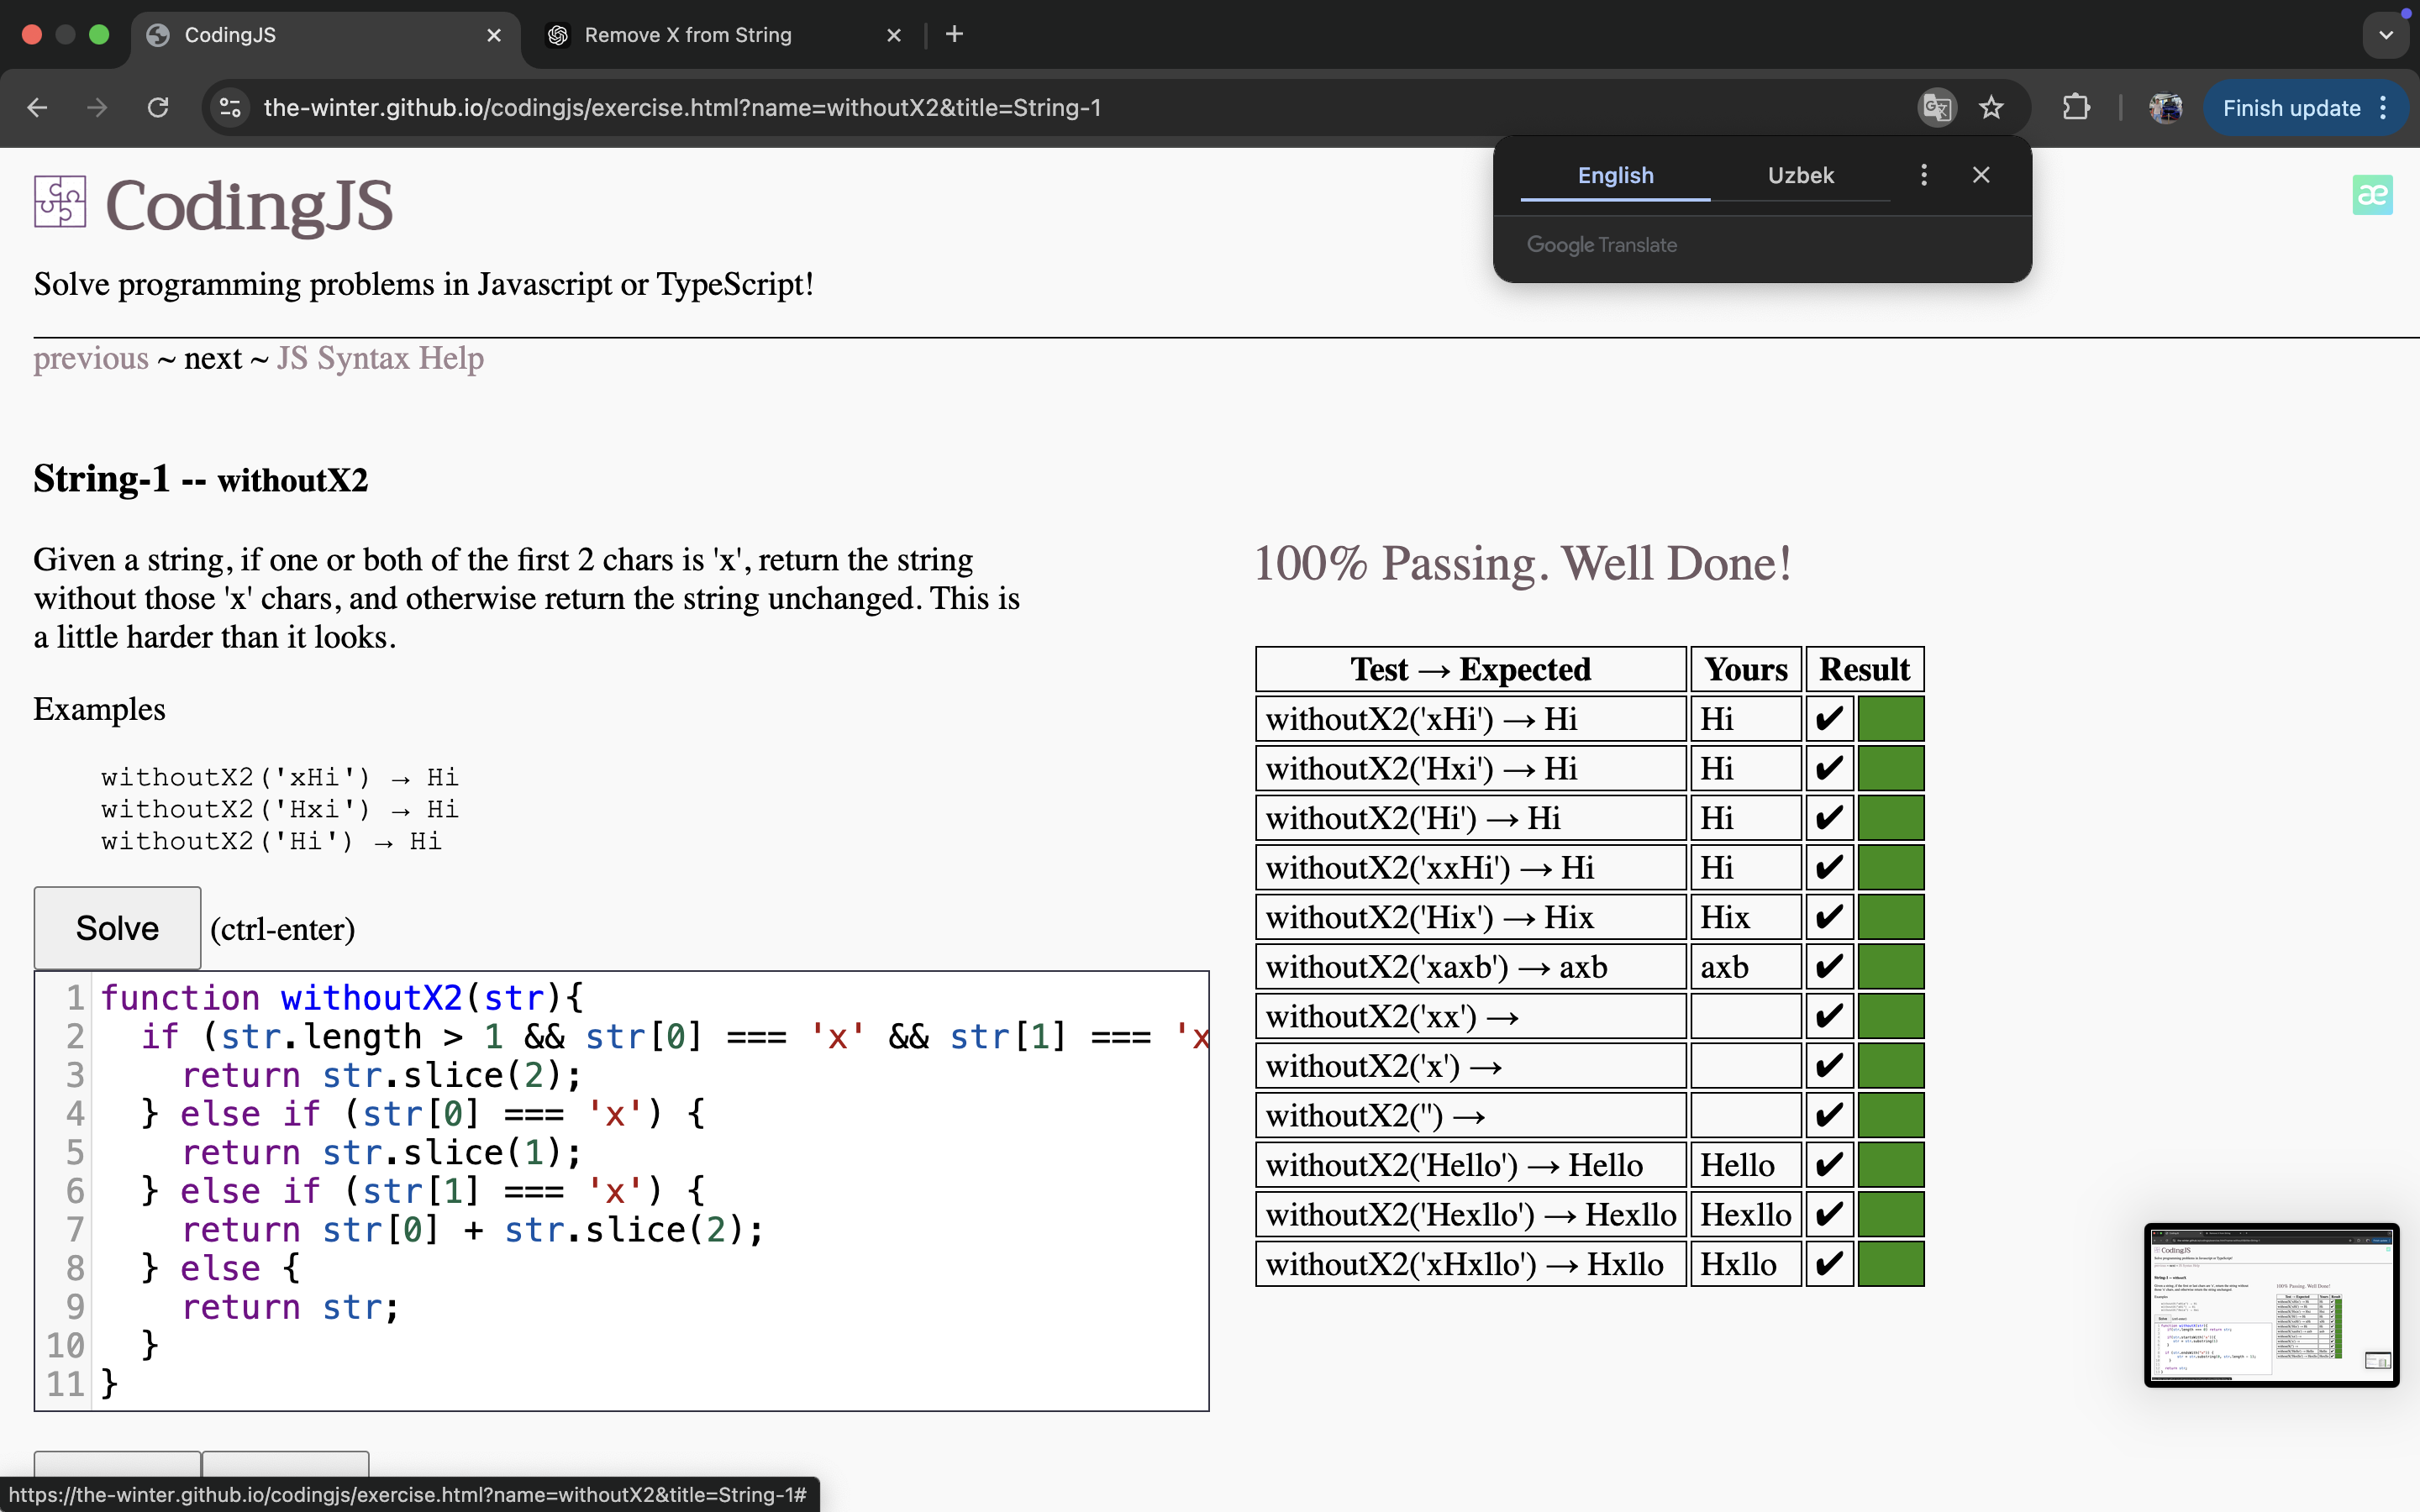 CodingJS
Remove X from String
the-winter.github.io/codingjs/exercise.html?name=withoutX2&title=String-1
Finish update
English
Uzbek
Google Translate
CodingJS
æ
Solve programming problems in Javascript or TypeScript!
previous ~ next ~ JS Syntax Help
String-1 -- withoutX2
Given a string, if one or both of the first 2 chars is 'x', return the string
without those 'x' chars, and otherwise return the string unchanged. This is
a little harder than it looks.
Examples
withoutX2('xHi') → Hi
withoutX2('Hxi') → Hi
withoutX2('Hi') → Hi
Solve (ctrl-enter)
1 function withoutX2(str){
2 if (str.length > 1 && str[0] === 'x' && str[1] === 'x
3 return str.slice(2);
4 } else if (str[0] === 'x') {
5 return str.slice(1);
6 } else if (str[1] === 'x') {
7 return str[0] + str.slice(2);
8 } else {
9 return str;
10 }
11 }
100% Passing. Well Done!
Test → Expected Yours Result
withoutX2('xHi') → Hi Hi ✔
withoutX2('Hxi') → Hi Hi ✔
withoutX2('Hi') → Hi Hi ✔
withoutX2('xxHi') → Hi Hi ✔
withoutX2('Hix') → Hix Hix ✔
withoutX2('xaxb') → axb axb ✔
withoutX2('xx') → ✔
withoutX2('x') → ✔
withoutX2('') → ✔
withoutX2('Hello') → Hello Hello ✔
withoutX2('Hexllo') → Hexllo Hexllo ✔
withoutX2('xHxllo') → Hxllo Hxllo ✔
CodingJS
https://the-winter.github.io/codingjs/exercise.html?name=withoutX2&title=String-1#